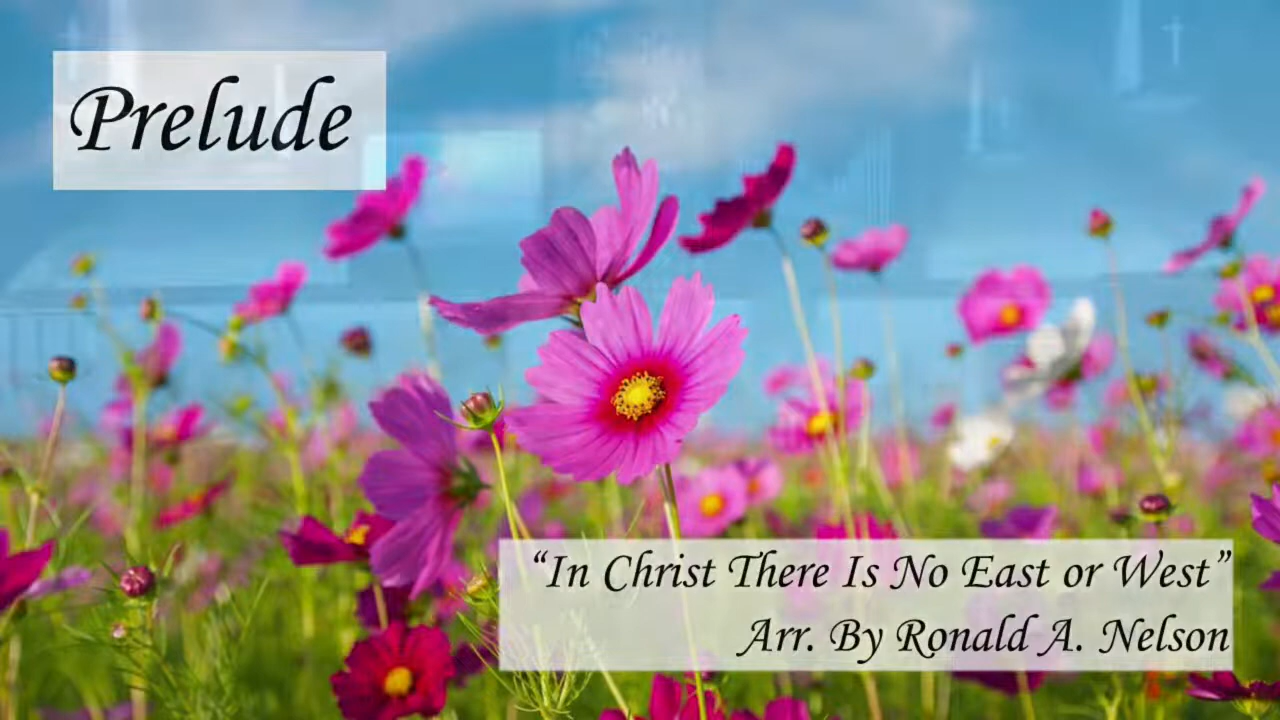 Prelude
“In Christ There Is No East or West”
Arr. By Ronald A. Nelson